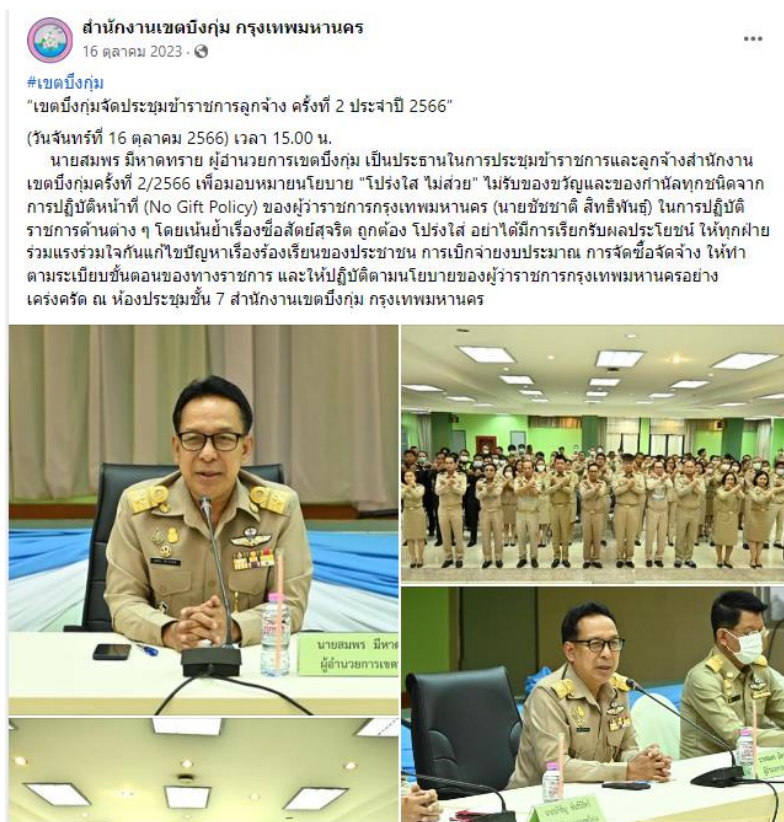 สำนักงานเขตบึงกุ่ม กรุงเทพมหานคร
16 ตุลาคม 2023 ·
#เขตบึงกุ่ม
"เขตบึงกุ่มจัดประชุมข้าราชการลูกจ้าง ครั้งที่ 2 ประจำปี 2566"
(วันจันทร์ที่ 16 ตุลาคม 2566) เวลา 15.00 น.
นายสมพร มีหาดทราย ผู้อำนวยการเขตบึงกุ่ม เป็นประธานในการประชุมข้าราชการและลูกจ้างสำนักงาน
เขตบึงกุ่มครั้งที่ 2/2566 เพื่อมอบหมายนโยบาย "โปร่งใส ไม่ส่วย" ไม่รับของขวัญและของกำนัลทุกชนิดจาก
การปฏิบัติหน้าที่ (No Gift Policy) ของผู้ว่าราชการกรุงเทพมหานคร (นายชัชชาติ สิทธิพันธุ์) ในการปฏิบัติ
ราชการด้านต่าง ๆ โดยเน้นย้ำเรื่องซื่อสัตย์สุจริต ถูกต้อง โปร่งใส่ อย่าได้มีการเรียกรับผลประโยชน์ ให้ทุกฝ่าย
ร่วมแรงร่วมใจกันแก้ไขปัญหาเรื่องร้องเรียนของประชาชน การเบิกจ่ายงบประมาณ การจัดซื้อจัดจ้าง ให้ทำ
ตามระเบียบขั้นตอนของทางราชการ และให้ปฏิบัติตามนโยบายของผู้ว่าราชการกรุงเทพมหานครอย่าง
เคร่งครัด ณ ห้องประชุมชั้น 7 สำนักงานเขตบึงกุ่ม กรุงเทพมหานคร
นายสมพร มีหาด
ผู้อำนวยการเขต